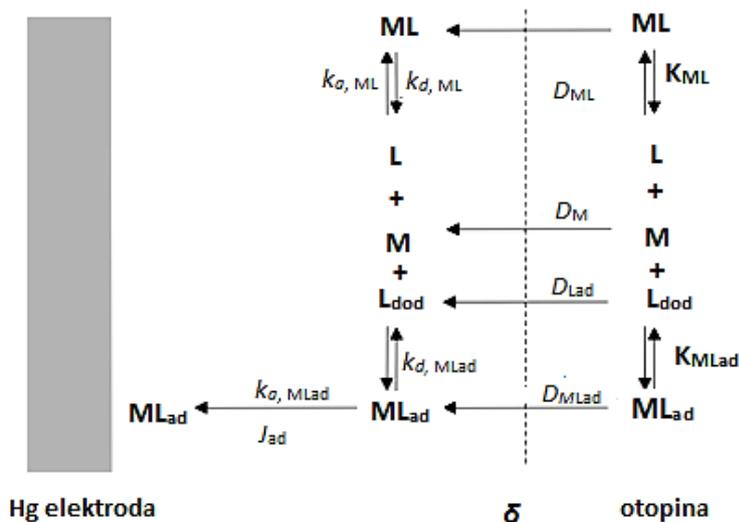 ML ML
k_a, ML k_d, ML D_ML K_ML
L L
+ +
D_M
M M
+ +
D_Lad
L_dod L_dod
k_d, MLad K_MLad
k_a, MLad D_MLad
ML_ad ML_ad ML_ad
J_ad
Hg elektroda δ otopina